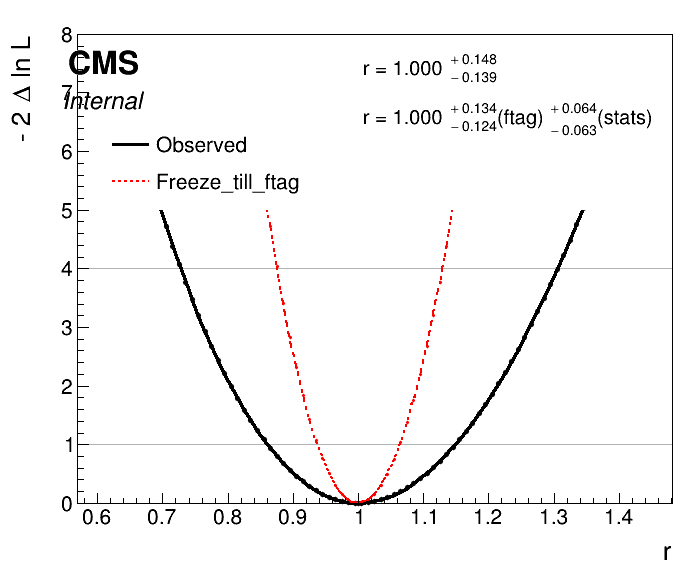 - 2 Δ ln L
8
CMS
7
Internal
r = 1.000 +0.148 −0.139
r = 1.000 +0.134 −0.124(ftag) +0.064 −0.063(stats)
6
Observed
Freeze_till_ftag
5
4
3
2
1
0
0.6 0.7 0.8 0.9 1 1.1 1.2 1.3 1.4
r